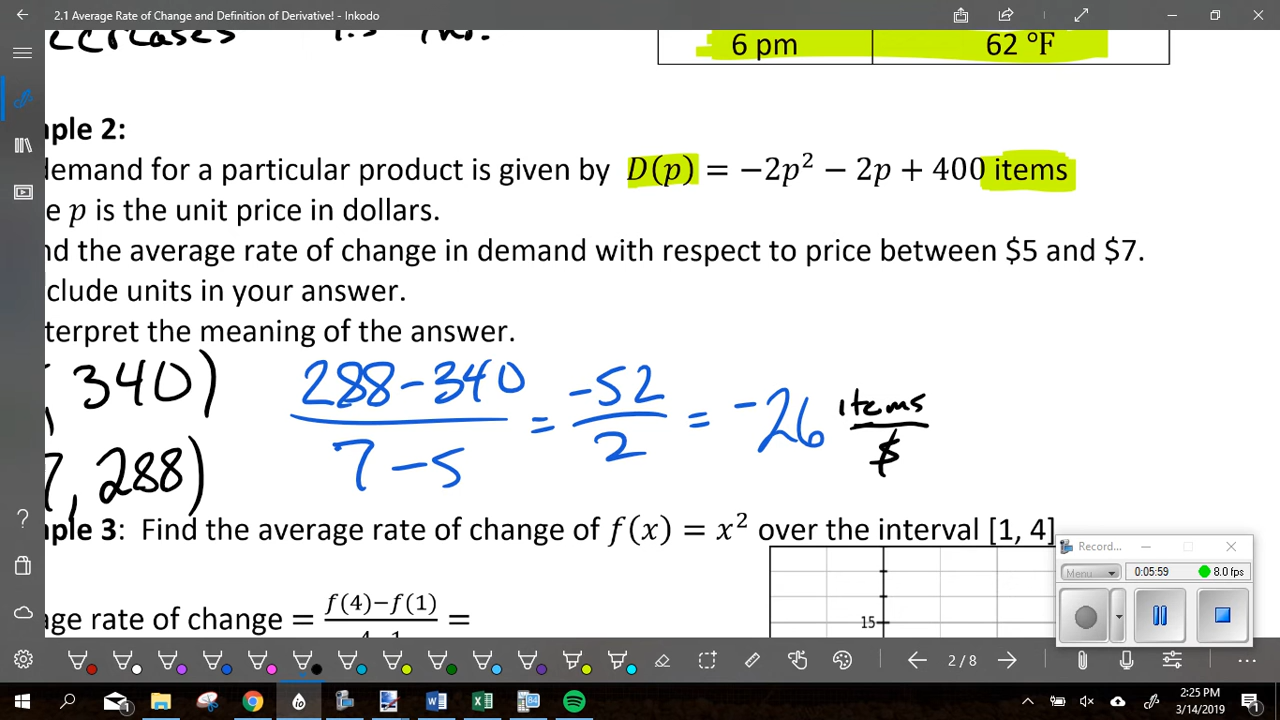 2.1 Average Rate of Change and Definition of Derivative! - Inkodo
6 pm 62 °F
mple 2:
demand for a particular product is given by D(p) = −2p² − 2p + 400 items
e p is the unit price in dollars.
nd the average rate of change in demand with respect to price between $5 and $7.
clude units in your answer.
terpret the meaning of the answer.
, 340) 288-340 / 7-5 = -52 / 2 = -26 items / $
7, 288)
mple 3: Find the average rate of change of f(x) = x² over the interval [1, 4]
Record...
Menu 0:05:59 8.0 fps
age rate of change = f(4)−f(1) / 4−1 =
15
2 / 8
2:25 PM
3/14/2019